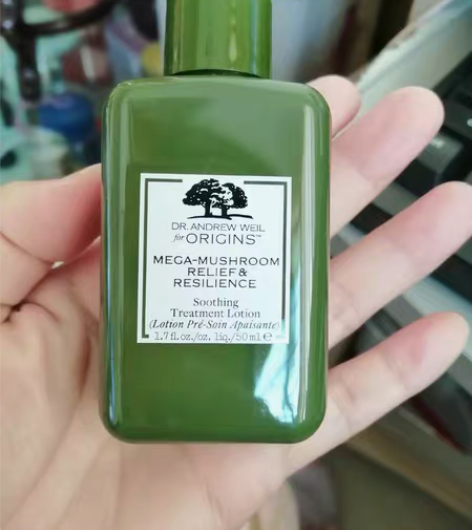 DR. ANDREW WEIL
for ORIGINS™
MEGA-MUSHROOM
RELIEF &
RESILIENCE
Soothing
Treatment Lotion
(Lotion Pré-Soin Apaisante)
1.7 fl. oz./oz. liq./50 ml ℮